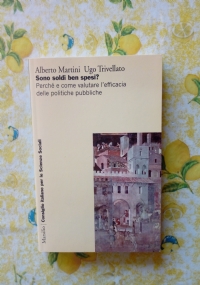 Alberto Martini Ugo Trivellato
Sono soldi ben spesi?
Perché e come valutare l'efficacia
delle politiche pubbliche
Marsilio / Consiglio italiano per le Scienze Sociali